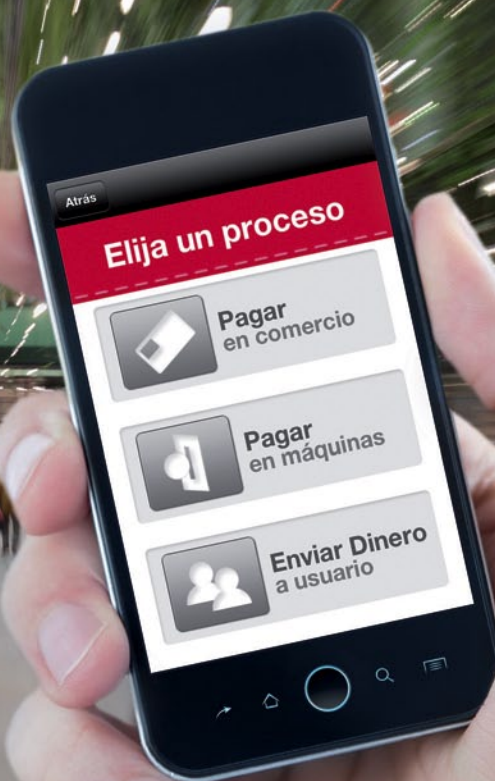 Atrás
Elija un proceso
Pagar
en comercio
Pagar
en máquinas
Enviar Dinero
a usuario